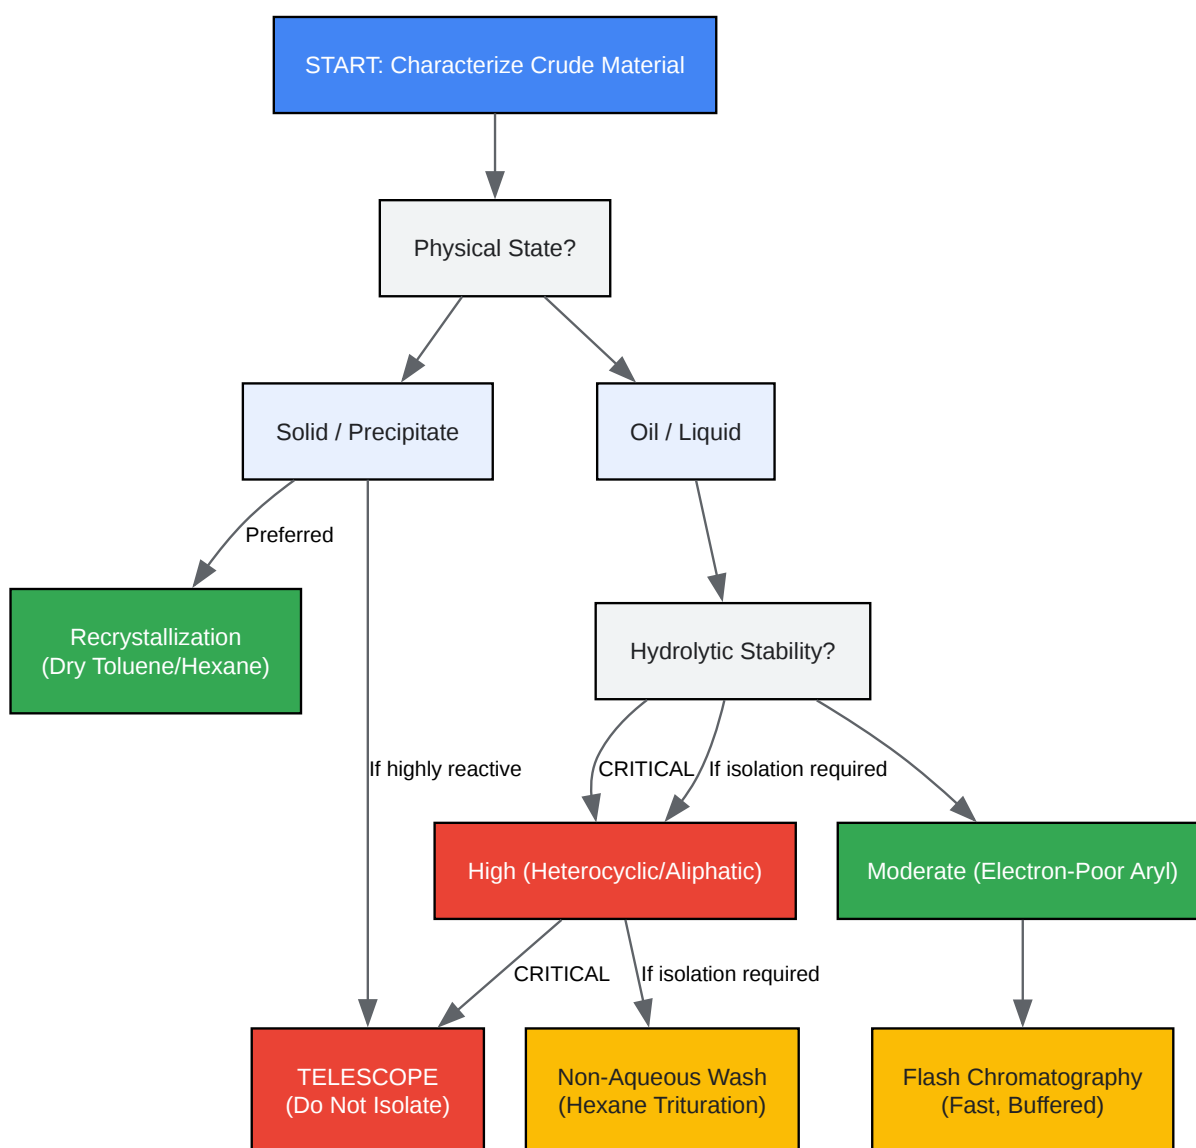 START: Characterize Crude Material
Physical State?
Solid / Precipitate
Oil / Liquid
Preferred
Recrystallization
(Dry Toluene/Hexane)
Hydrolytic Stability?
If highly reactive
CRITICAL
If isolation required
High (Heterocyclic/Aliphatic)
Moderate (Electron-Poor Aryl)
CRITICAL
If isolation required
TELESCOPE
(Do Not Isolate)
Non-Aqueous Wash
(Hexane Trituration)
Flash Chromatography
(Fast, Buffered)